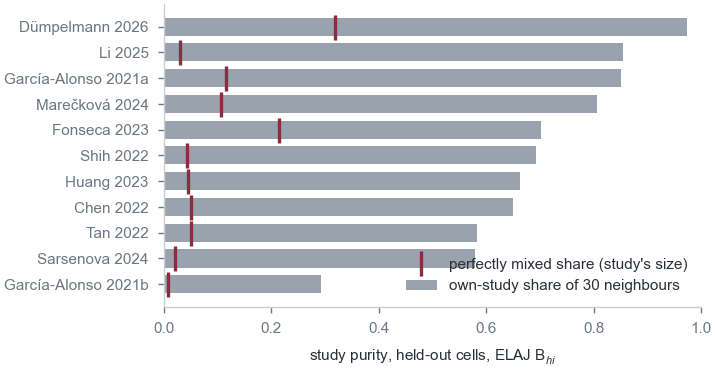 Dümpelmann 2026
Li 2025
García-Alonso 2021a
Marečková 2024
Fonseca 2023
Shih 2022
Huang 2023
Chen 2022
Tan 2022
Sarsenova 2024
García-Alonso 2021b
perfectly mixed share (study's size)
own-study share of 30 neighbours
0.0 0.2 0.4 0.6 0.8 1.0
study purity, held-out cells, ELAJ B_hi